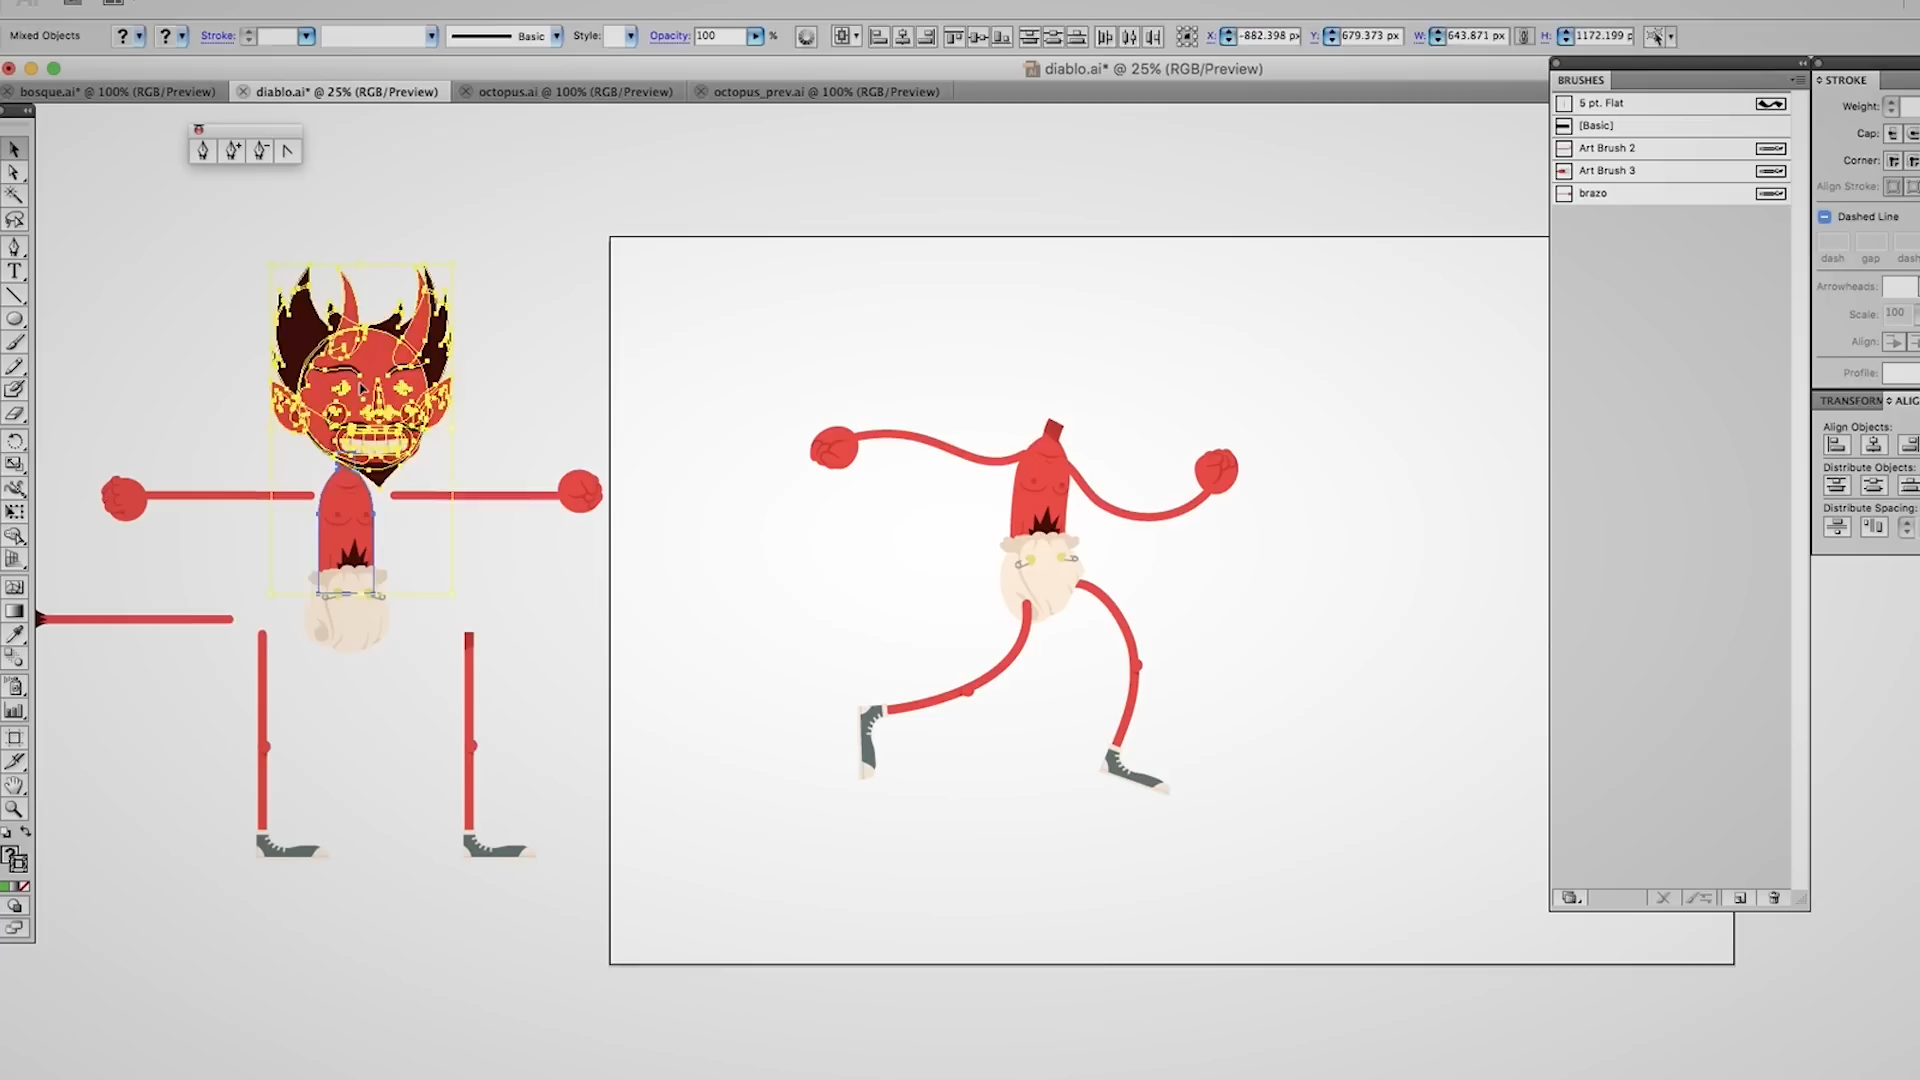 Mixed Objects ? ? Stroke: Basic Style: Opacity: 100 % X: -882.398 px Y: 679.373 px W: 643.871 px H: 1172.199 p
diablo.ai* @ 25% (RGB/Preview)
bosque.ai* @ 100% (RGB/Preview) diablo.ai* @ 25% (RGB/Preview) octopus.ai @ 100% (RGB/Preview) octopus_prev.ai @ 100% (RGB/Preview)
BRUSHES
5 pt. Flat
[Basic]
Art Brush 2
Art Brush 3
brazo
STROKE
Weight:
Cap:
Corner:
Align Stroke:
Dashed Line
dash gap dash
Arrowheads:
Scale: 100
Align:
Profile:
TRANSFORM ALIG
Align Objects:
Distribute Objects:
Distribute Spacing:
T
?